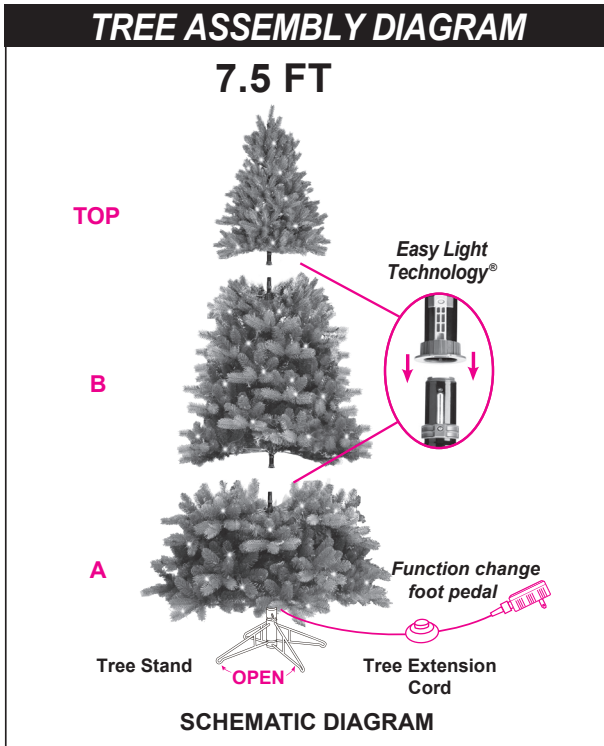 TREE ASSEMBLY DIAGRAM
7.5 FT
TOP
Easy Light
Technology®
B
A
Function change
foot pedal
Tree Stand
OPEN
Tree Extension
Cord
SCHEMATIC DIAGRAM